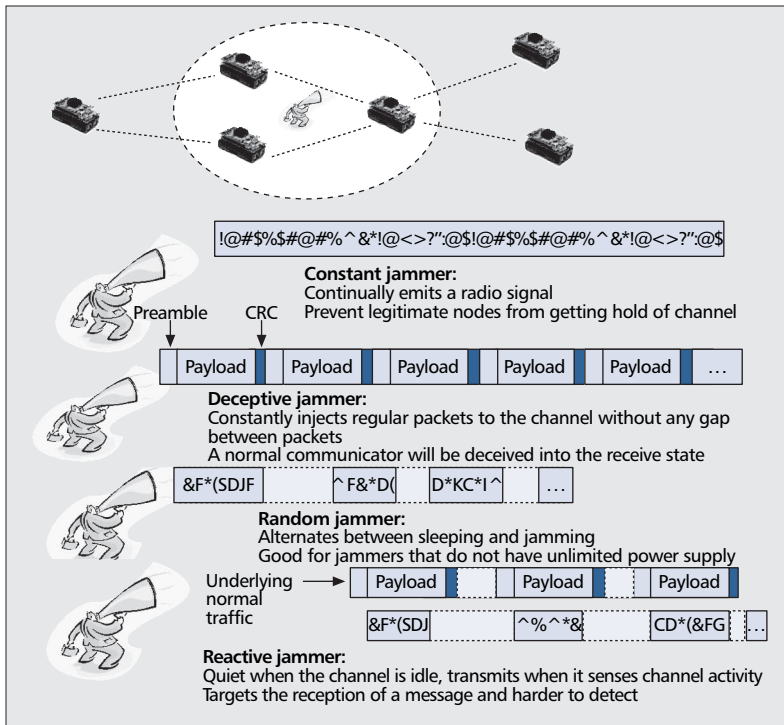 !@#$%$#@#%^&*!@<>?":@$!@#$%$#@#%^&*!@<>?":@$
Constant jammer:
Continually emits a radio signal
Prevent legitimate nodes from getting hold of channel
Preamble CRC
Payload Payload Payload Payload Payload …
Deceptive jammer:
Constantly injects regular packets to the channel without any gap
between packets
A normal communicator will be deceived into the receive state
&F*(SDJF ^F&*D( D*KC*I^ …
Random jammer:
Alternates between sleeping and jamming
Good for jammers that do not have unlimited power supply
Underlying
normal
traffic
Payload Payload Payload
&F*(SDJ ^%^*& CD*(&FG …
Reactive jammer:
Quiet when the channel is idle, transmits when it senses channel activity
Targets the reception of a message and harder to detect